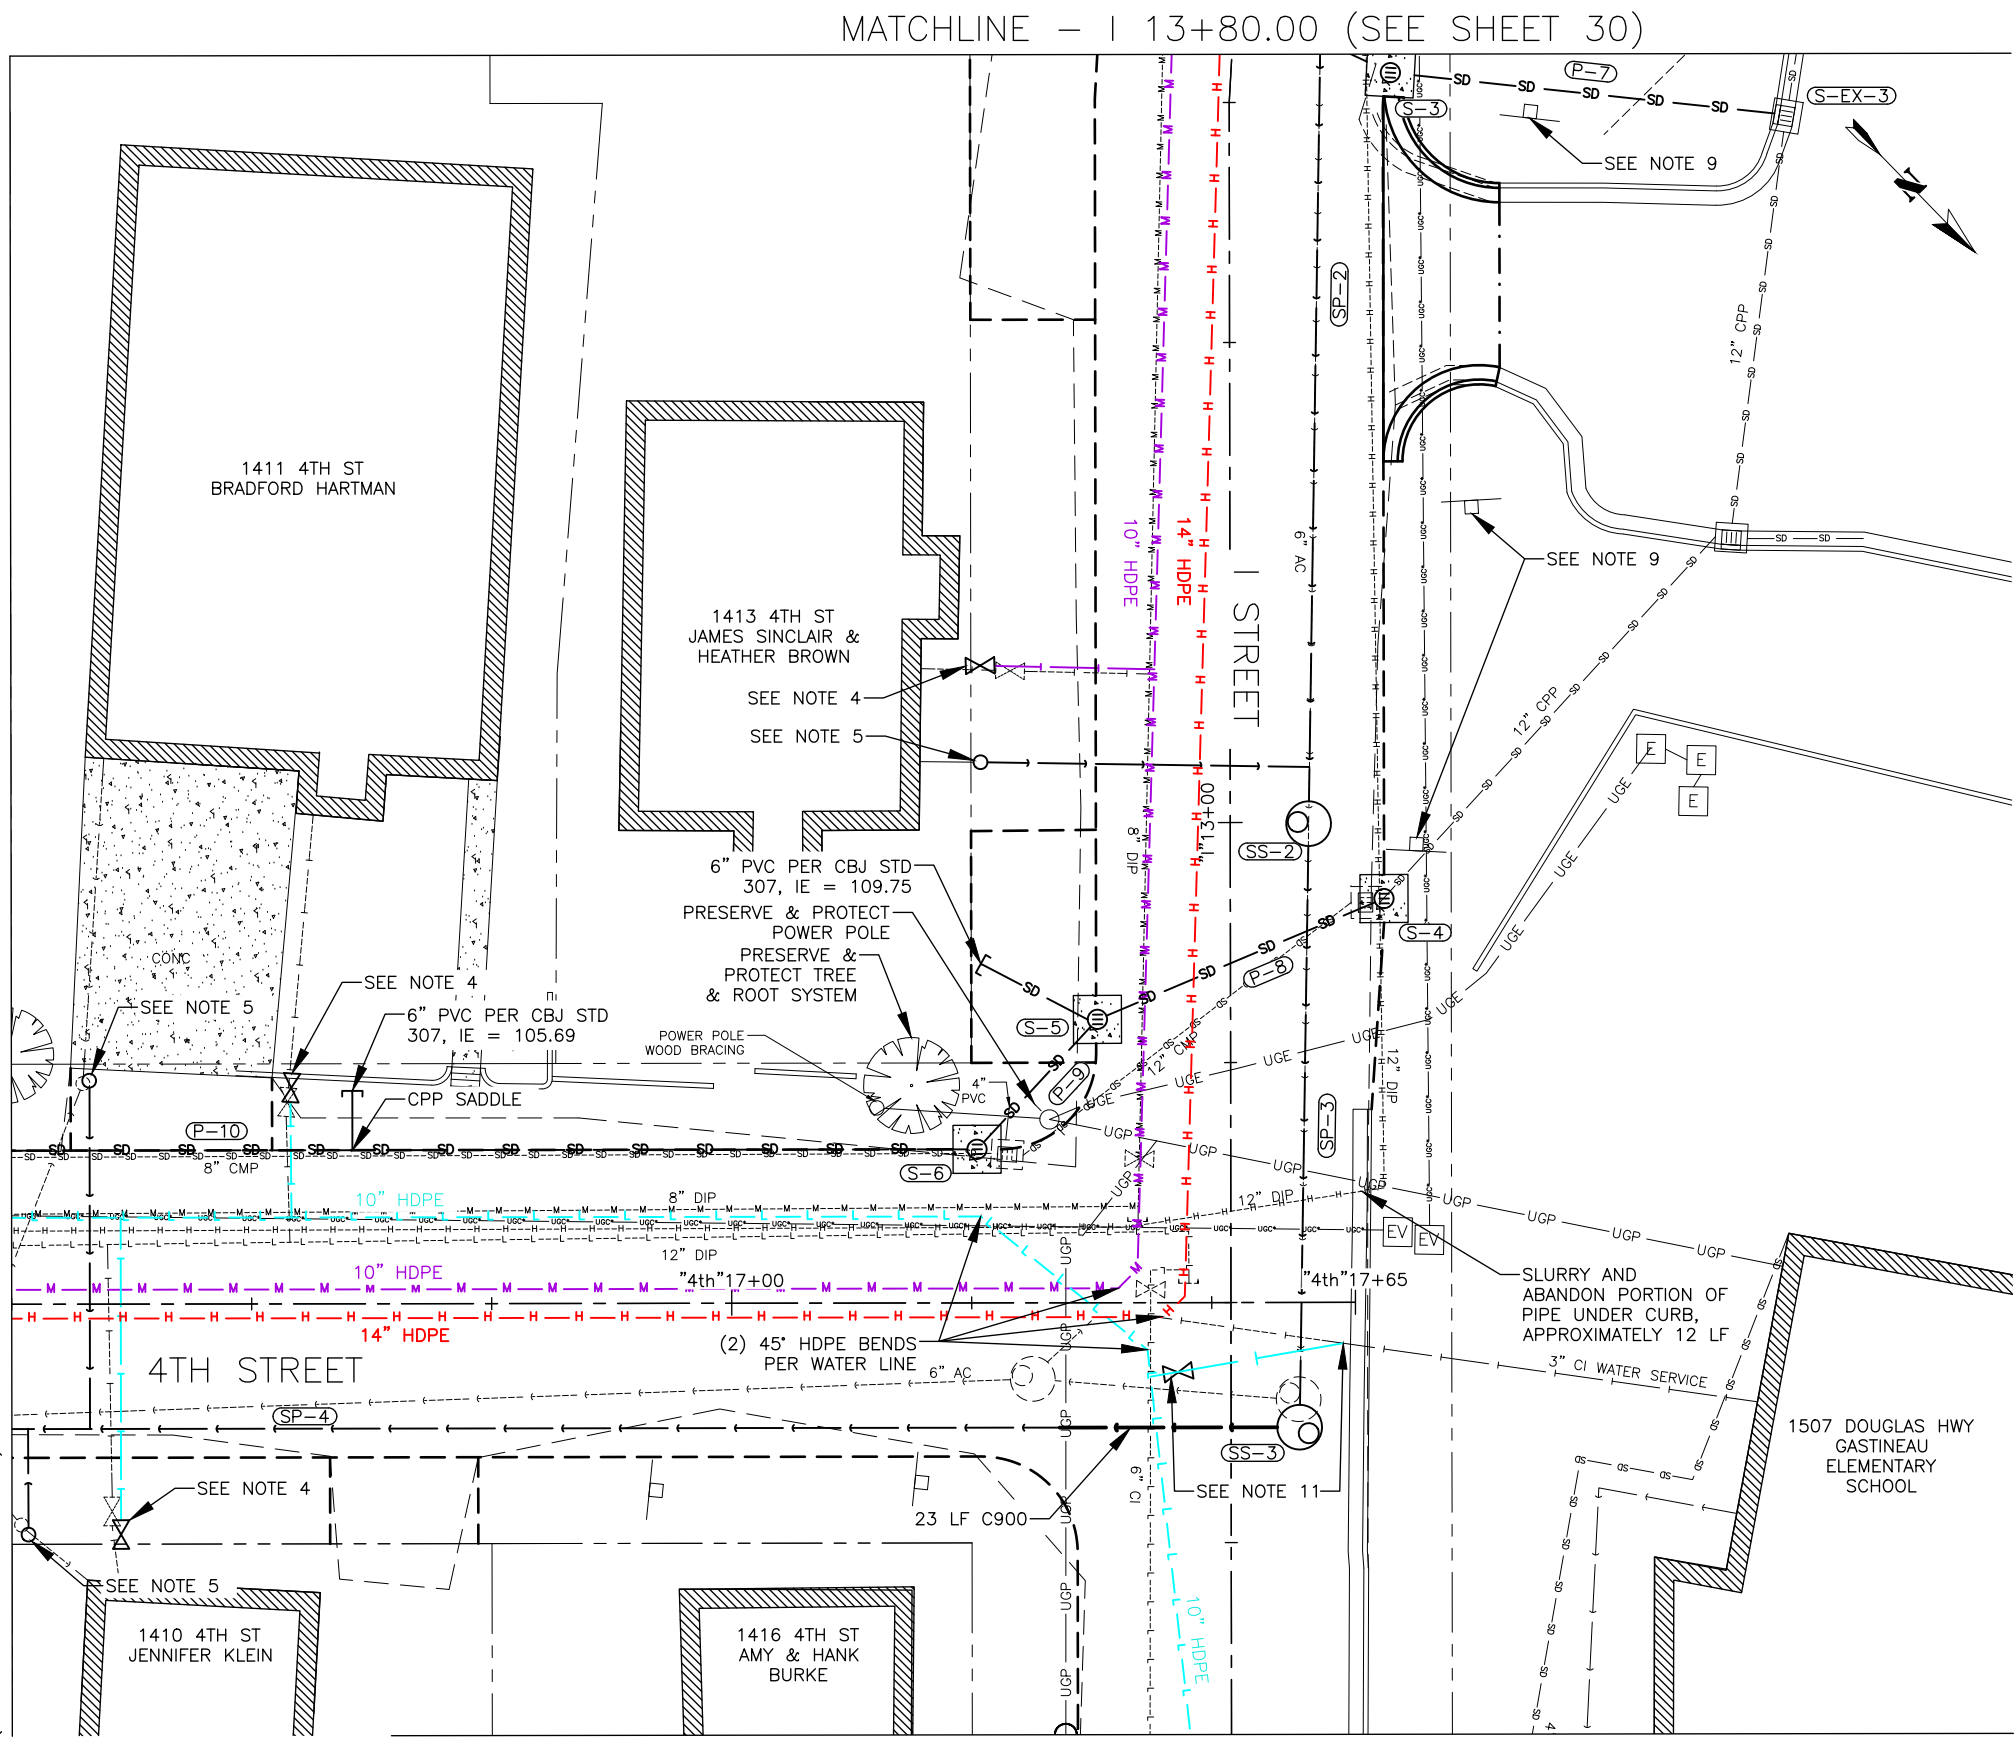 MATCHLINE – I 13+80.00 (SEE SHEET 30)
P-7
S-EX-3
S-3
SEE NOTE 9
N
SP-2
12" CPP
1411 4TH ST
BRADFORD HARTMAN
10" HDPE
14" HDPE
6" AC
I STREET
SEE NOTE 9
1413 4TH ST
JAMES SINCLAIR &
HEATHER BROWN
SEE NOTE 4
SEE NOTE 5
12" CPP
E
E
E
UGE
"I"13+00
8" DIP
SS-2
6" PVC PER CBJ STD
307, IE = 109.75
PRESERVE & PROTECT
POWER POLE
PRESERVE &
PROTECT TREE
& ROOT SYSTEM
S-4
P-8
CONC
SEE NOTE 4
SEE NOTE 5
6" PVC PER CBJ STD
307, IE = 105.69
S-5
POWER POLE
WOOD BRACING
12" CMP
UGE
12" DIP
4"
PVC
P-9
CPP SADDLE
P-10
SP-3
UGP
8" CMP
S-6
10" HDPE
8" DIP
12" DIP
EV
EV
12" DIP
10" HDPE
"4th"17+00
"4th"17+65
SLURRY AND
ABANDON PORTION OF
PIPE UNDER CURB,
APPROXIMATELY 12 LF
14" HDPE
(2) 45° HDPE BENDS
PER WATER LINE
4TH STREET
6" AC
3" CI WATER SERVICE
SP-4
SS-3
1507 DOUGLAS HWY
GASTINEAU
ELEMENTARY
SCHOOL
6" CI
SEE NOTE 4
SEE NOTE 11
23 LF C900
SEE NOTE 5
10" HDPE
1410 4TH ST
JENNIFER KLEIN
1416 4TH ST
AMY & HANK
BURKE
4